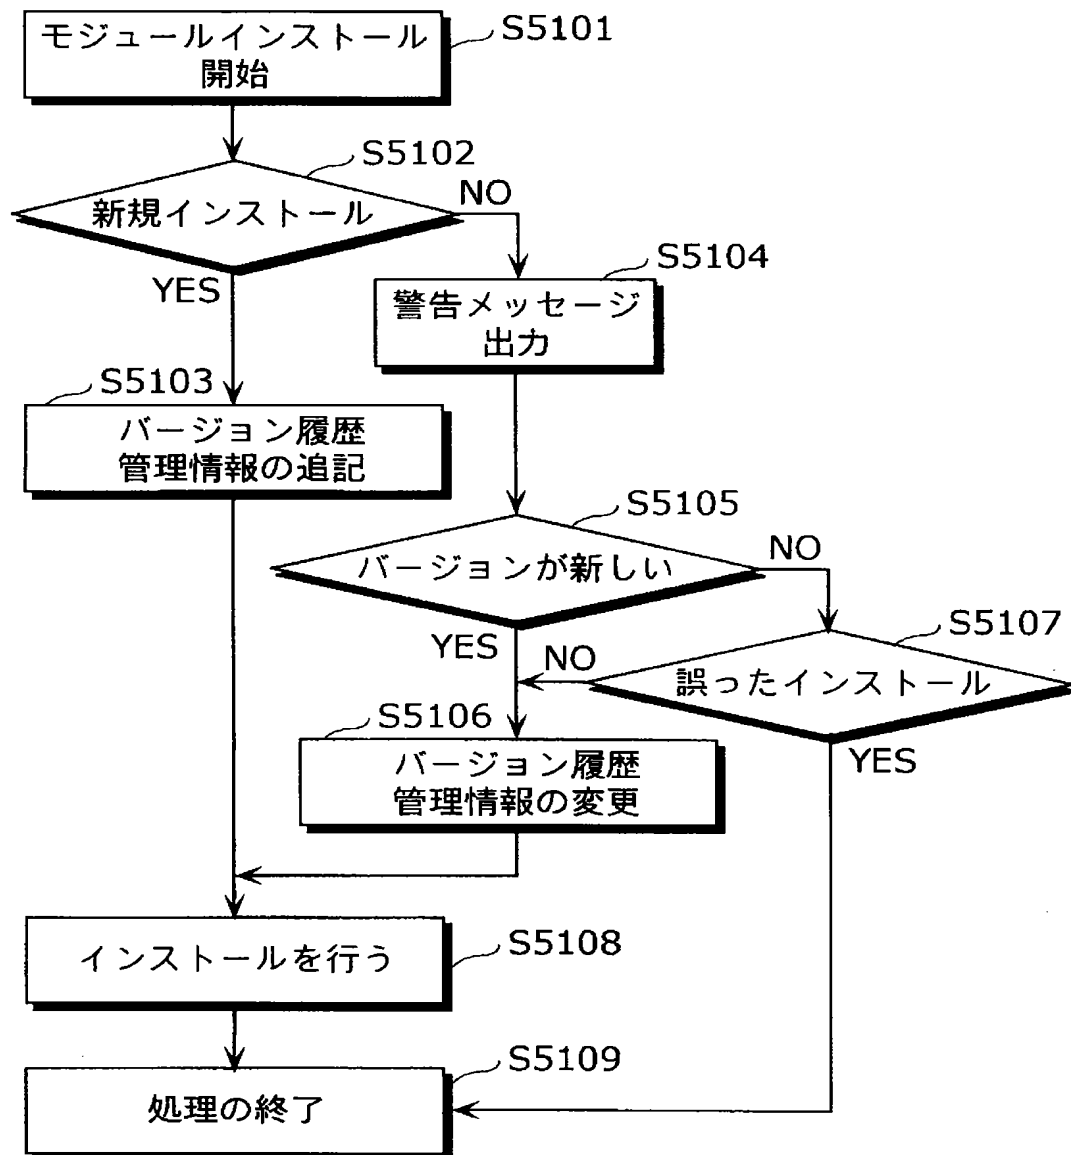 モジュールインストール
開始
S5101
S5102
新規インストール
NO
YES
S5104
警告メッセージ
出力
S5103
バージョン履歴
管理情報の追記
S5105
バージョンが新しい
NO
YES
S5107
誤ったインストール
NO
YES
S5106
バージョン履歴
管理情報の変更
インストールを行う
S5108
処理の終了
S5109